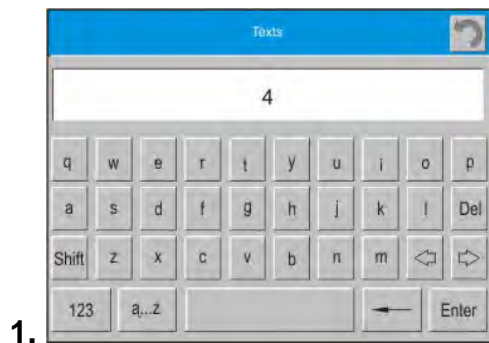 Texts
4
q w e r t y u i o p
a s d f g h j k l Del
Shift z x c v b n m
123 ą...ż Enter
1.